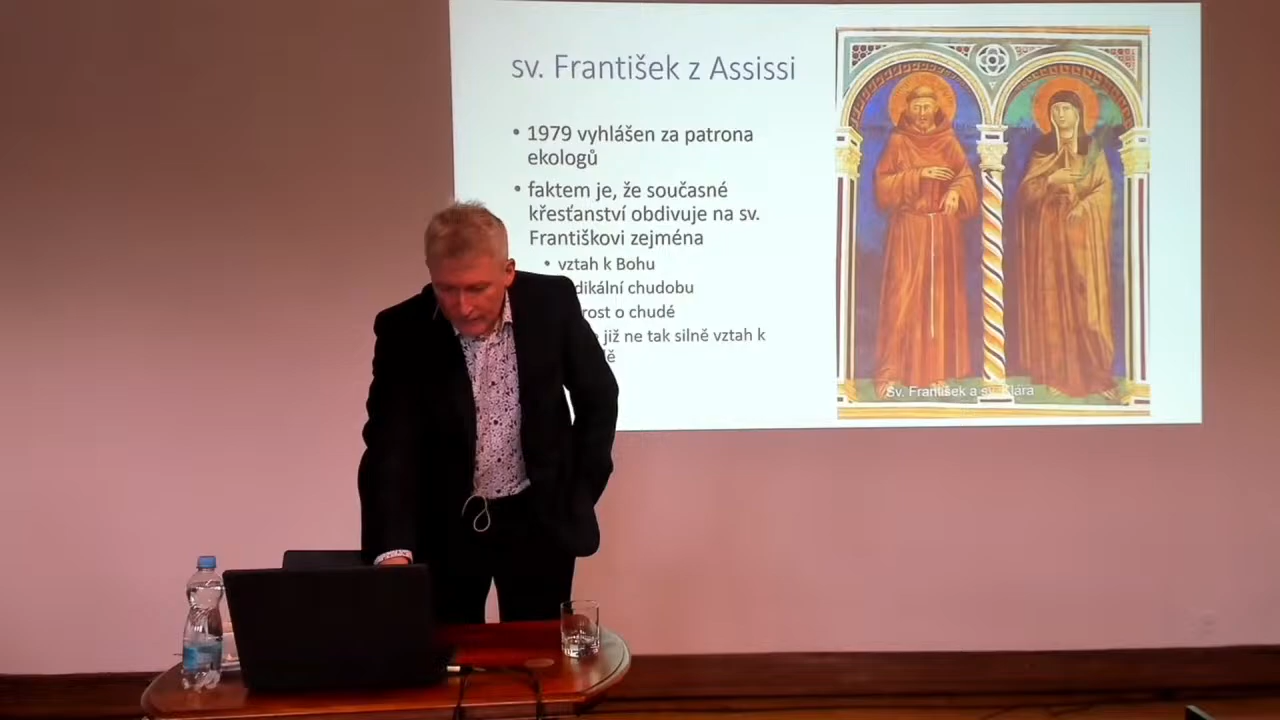 sv. František z Assissi
• 1979 vyhlášen za patrona
ekologů
• faktem je, že současné
křesťanství obdivuje na sv.
Františkovi zejména
• vztah k Bohu
dikální chudobu
rost o chudé
již ne tak silně vztah k
Sv. František a sv. Klára